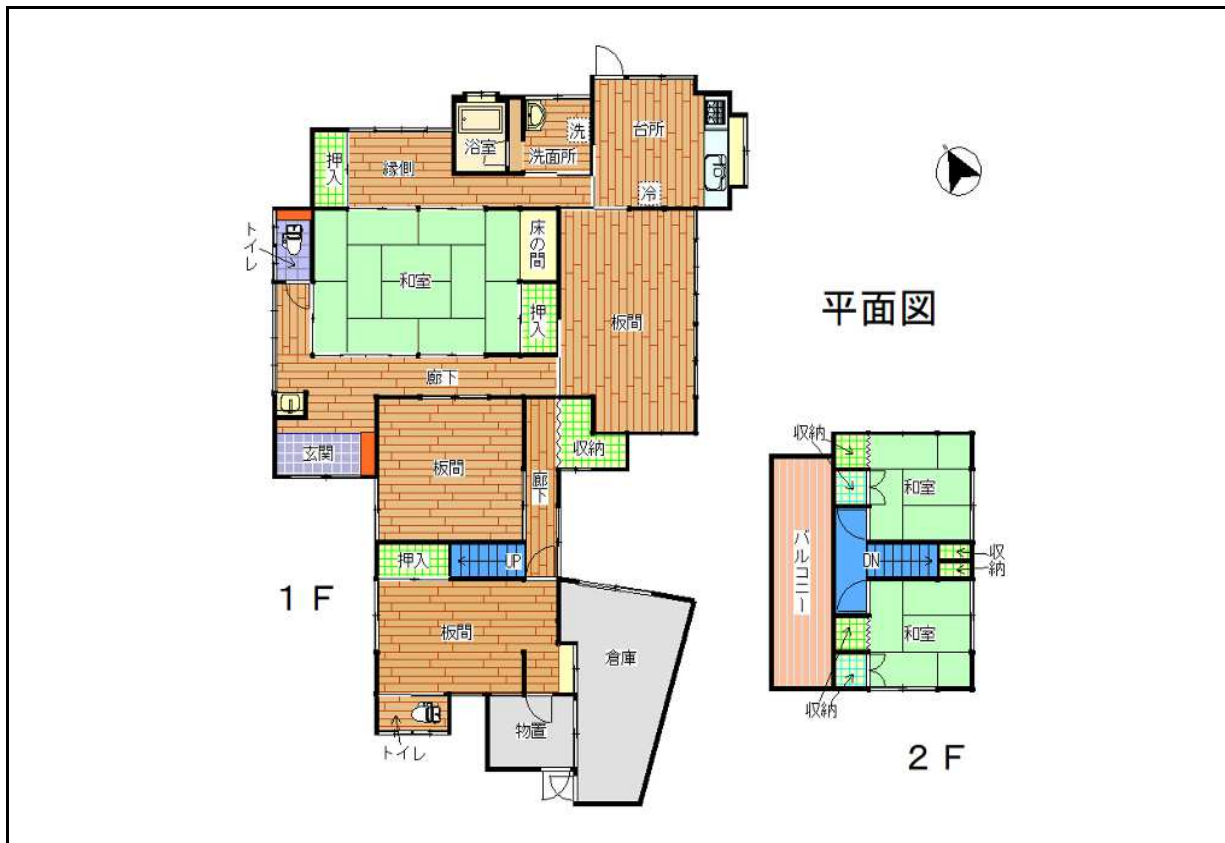 台所
浴室
洗
洗面所
押入
縁側
冷
トイレ
床の間
和室
押入
板間
平面図
廊下
玄関
板間
収納
廊下
押入
UP
1F
板間
倉庫
トイレ
物置
収納
和室
バルコニー
DN
収納
和室
収納
2F